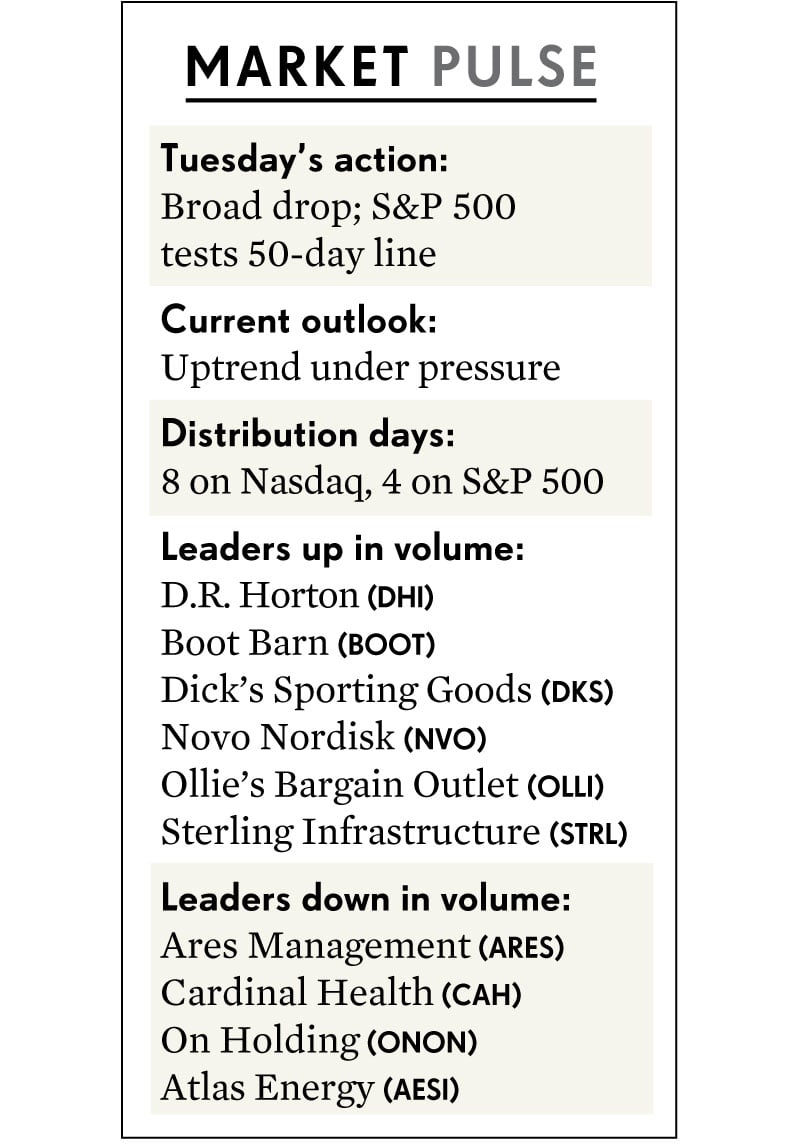 MARKET PULSE
Tuesday’s action:
Broad drop; S&P 500
tests 50-day line
Current outlook:
Uptrend under pressure
Distribution days:
8 on Nasdaq, 4 on S&P 500
Leaders up in volume:
D.R. Horton (DHI)
Boot Barn (BOOT)
Dick’s Sporting Goods (DKS)
Novo Nordisk (NVO)
Ollie’s Bargain Outlet (OLLI)
Sterling Infrastructure (STRL)
Leaders down in volume:
Ares Management (ARES)
Cardinal Health (CAH)
On Holding (ONON)
Atlas Energy (AESI)